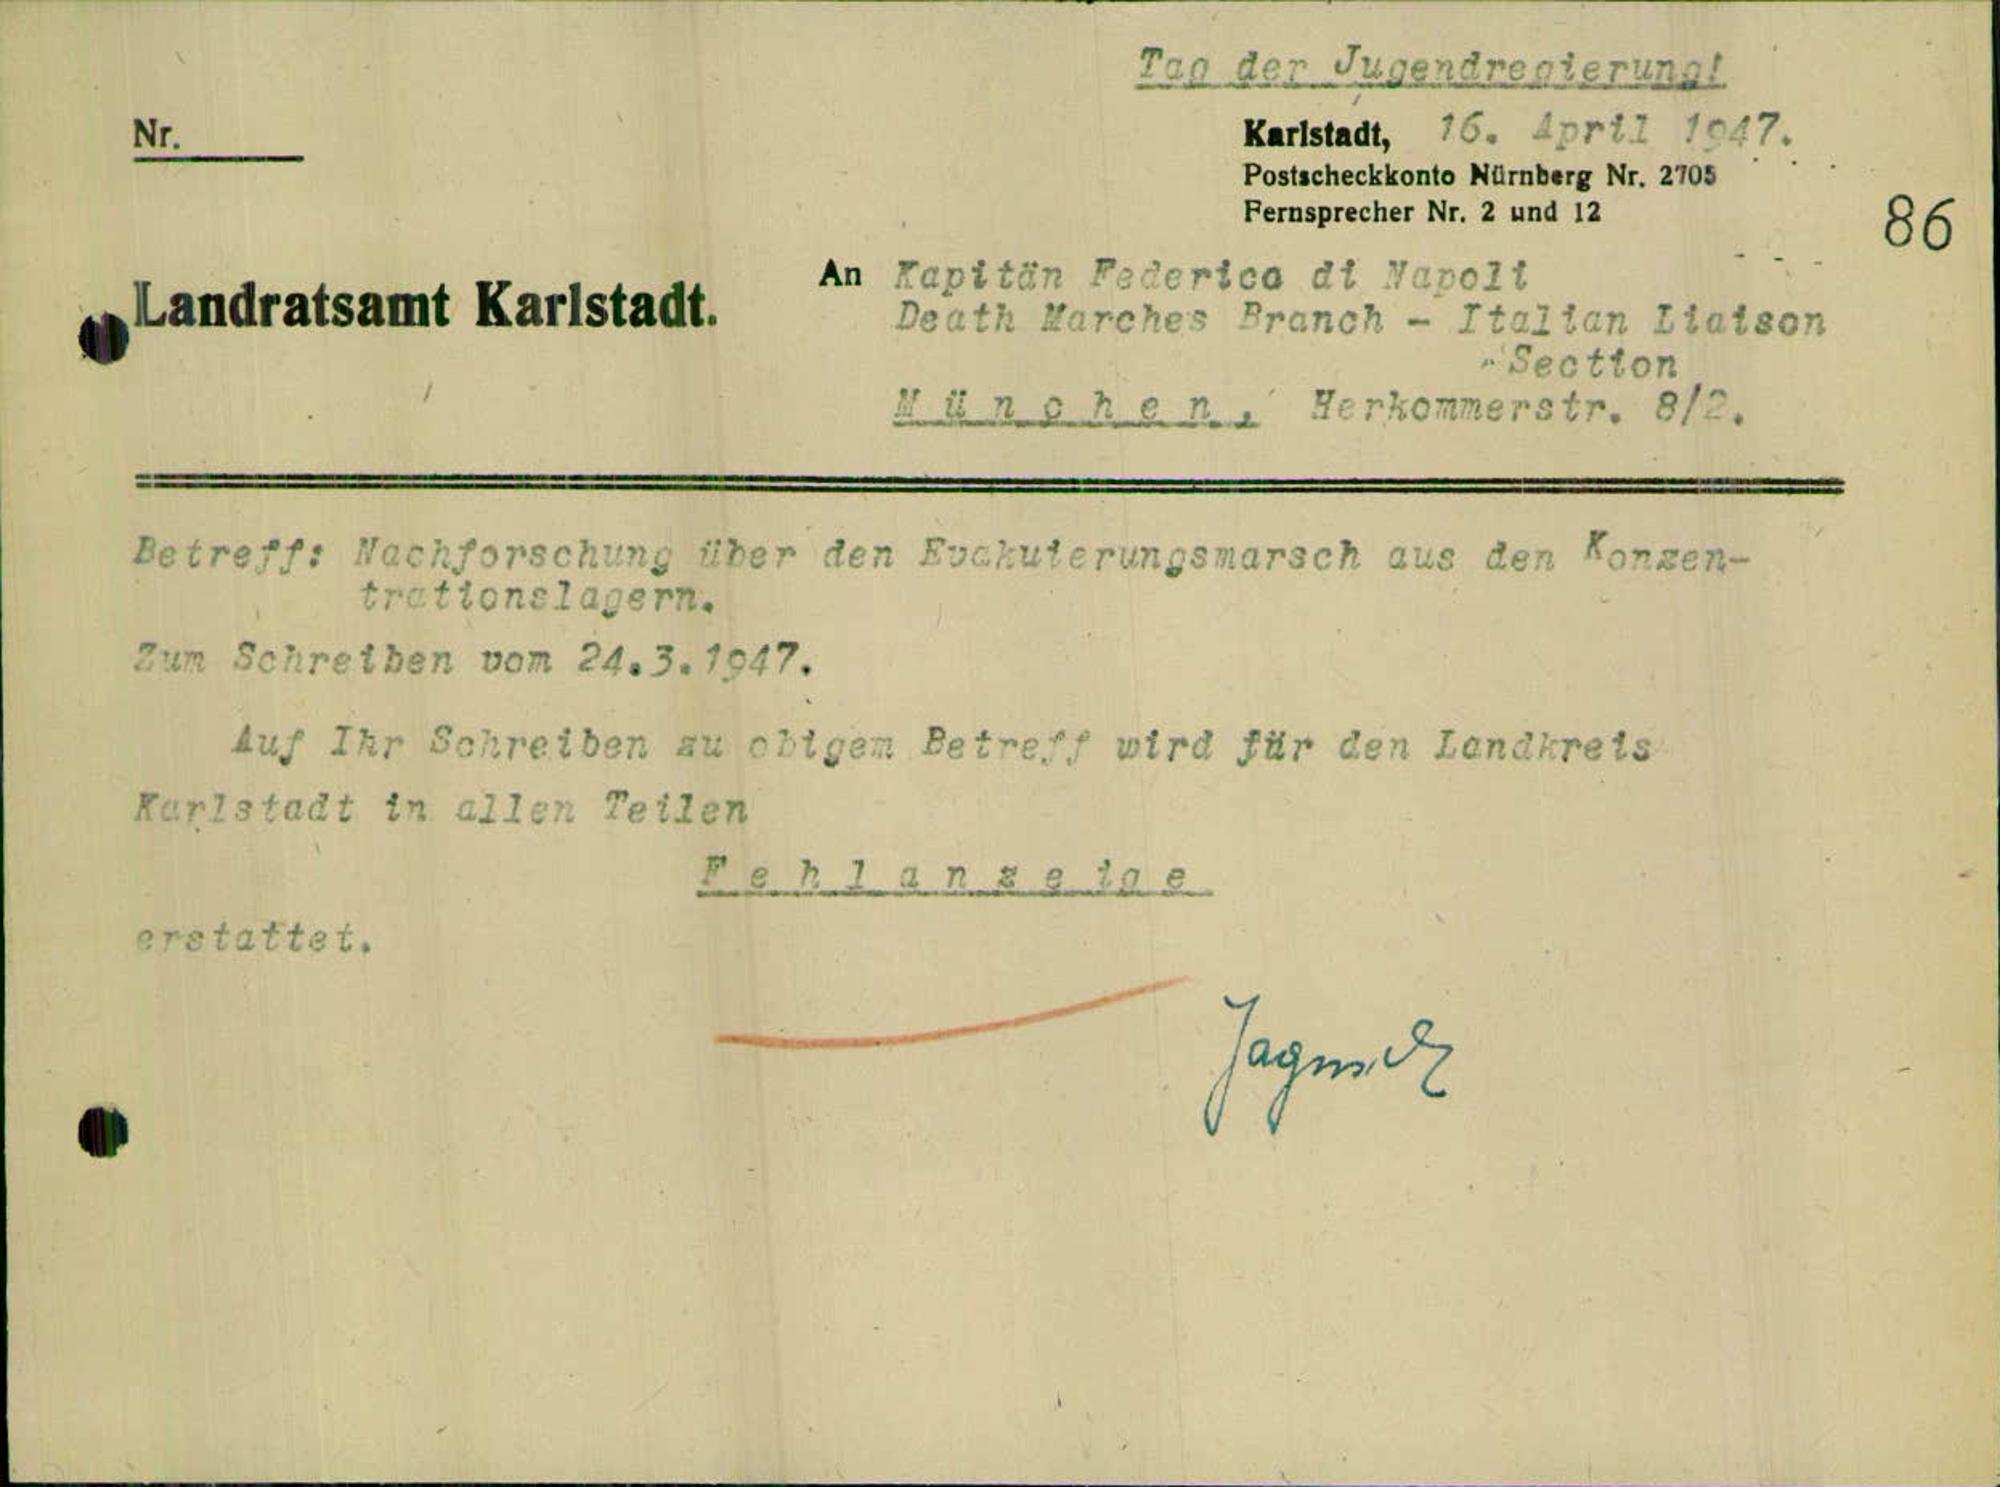 Tag der Jugendregierung!
Nr.
Karlstadt, 16. April 1947.
Postscheckkonto Nürnberg Nr. 2705
Fernsprecher Nr. 2 und 12
86
Landratsamt Karlstadt.
An Kapitän Federico di Napoli
Death Marches Branch - Italian Liaison
Section
München, Herkommerstr. 8/2.
Betreff: Nachforschung über den Evakuierungsmarsch aus den Konzen-
trationslagern.
Zum Schreiben vom 24.3.1947.
Auf Ihr Schreiben zu obigem Betreff wird für den Landkreis
Karlstadt in allen Teilen
Fehlanzeige
erstattet.